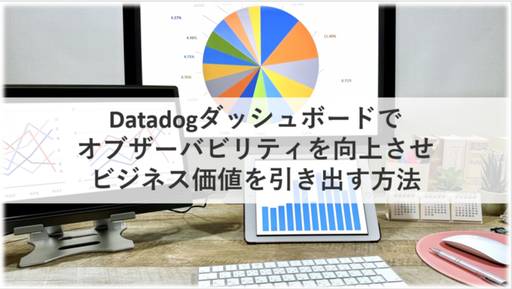 Datadogダッシュボードで
オブザーバビリティを向上させ
ビジネス価値を引き出す方法